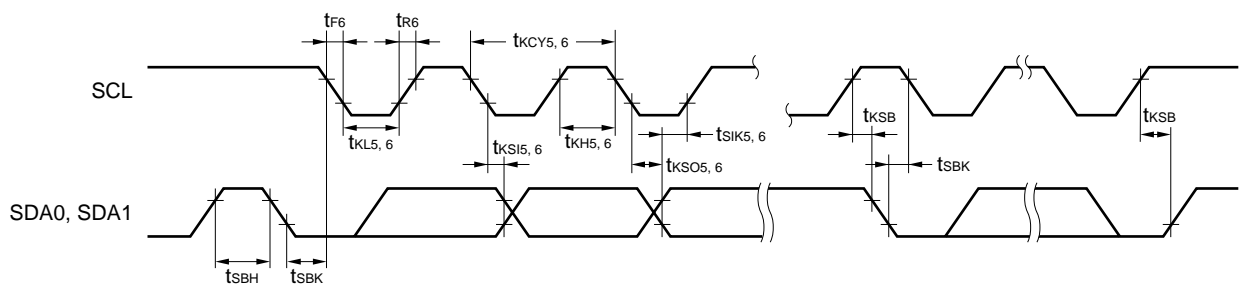 tF6 tR6 tKCY5, 6
SCL
tKSB tKSB
tKL5, 6 tKSI5, 6 tKH5, 6 tKSO5, 6 tSIK5, 6 tSBK
SDA0, SDA1
tSBH tSBK